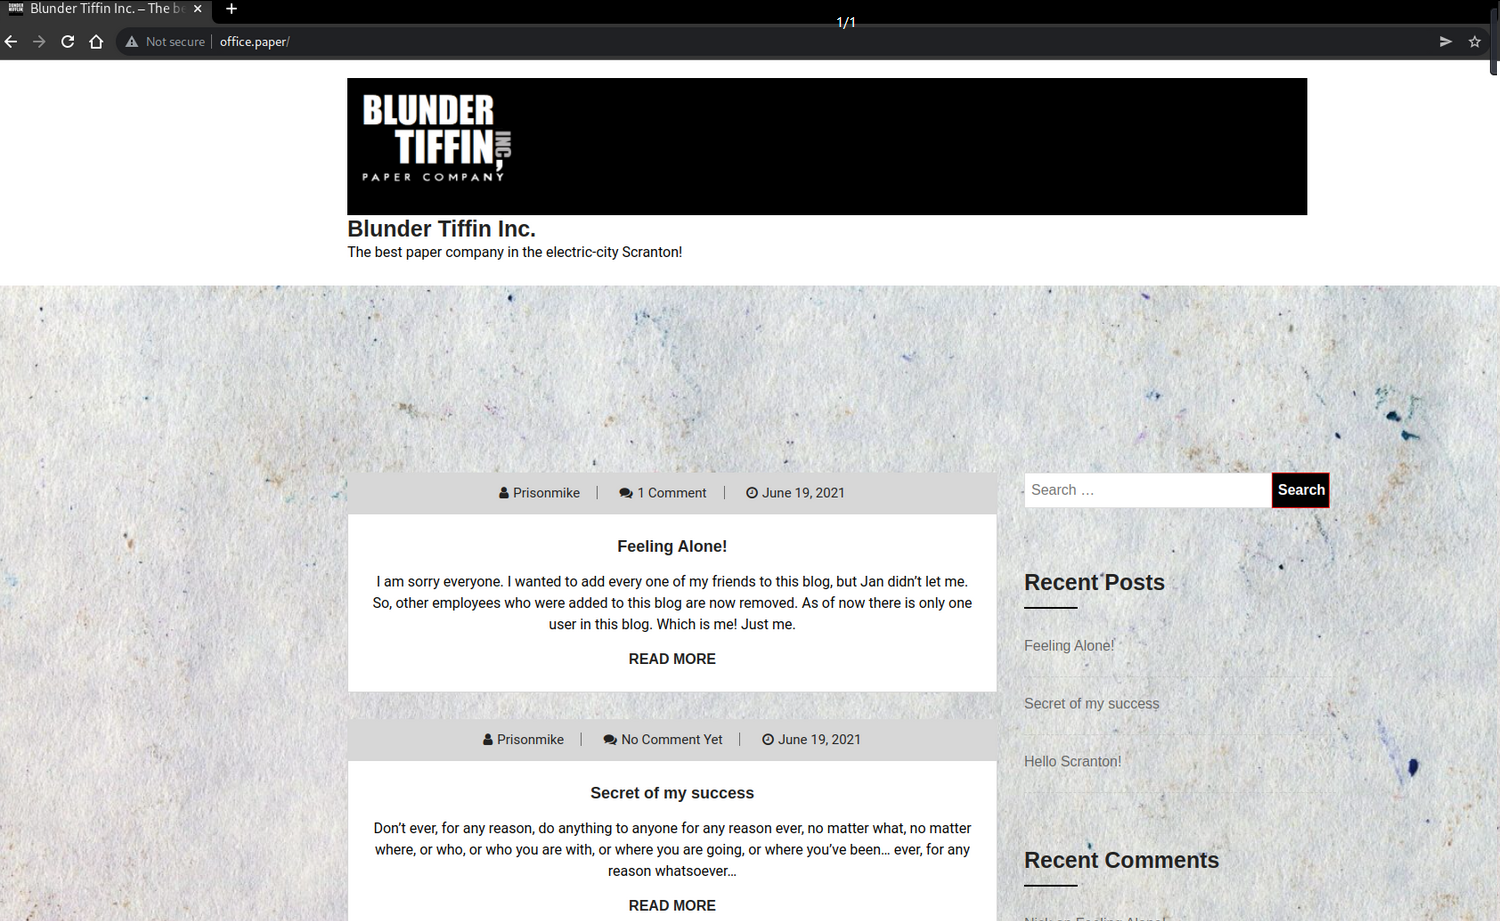 Blunder Tiffin Inc. – The be
1/1
Not secure office.paper/
BLUNDER
TIFFIN, INC
PAPER COMPANY
Blunder Tiffin Inc.
The best paper company in the electric-city Scranton!
Prisonmike 1 Comment June 19, 2021
Feeling Alone!
I am sorry everyone. I wanted to add every one of my friends to this blog, but Jan didn’t let me.
So, other employees who were added to this blog are now removed. As of now there is only one
user in this blog. Which is me! Just me.
READ MORE
Prisonmike No Comment Yet June 19, 2021
Secret of my success
Don’t ever, for any reason, do anything to anyone for any reason ever, no matter what, no matter
where, or who, or who you are with, or where you are going, or where you’ve been… ever, for any
reason whatsoever…
READ MORE
Search …
Search
Recent Posts
Feeling Alone!
Secret of my success
Hello Scranton!
Recent Comments